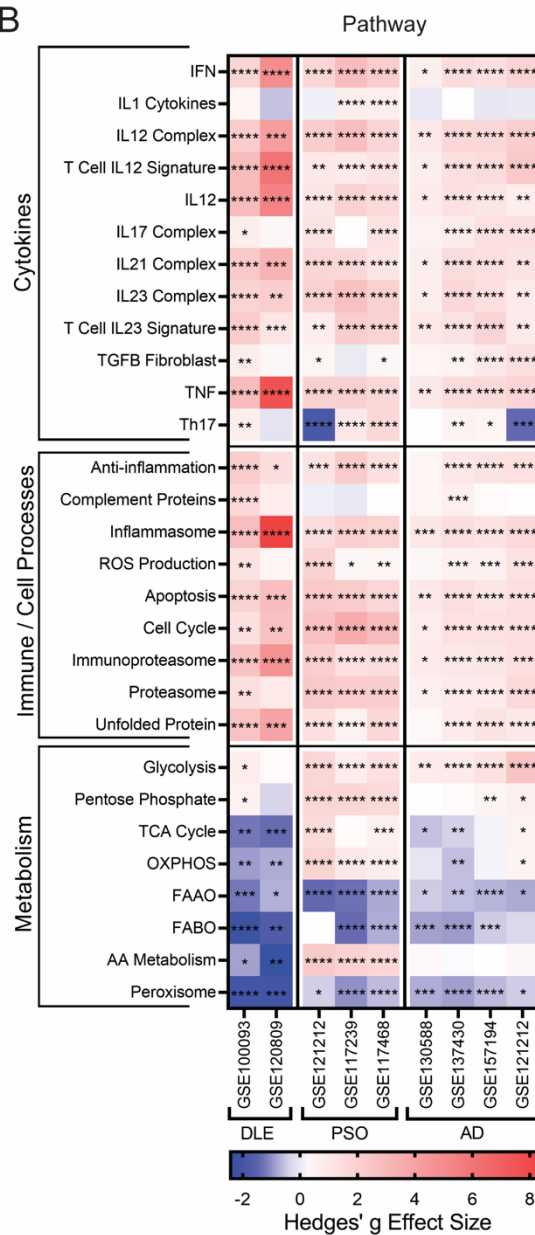 B
Pathway
Cytokines
IFN **** **** **** **** **** * **** **** ****
IL1 Cytokines **** ****
IL12 Complex **** *** **** **** **** ** **** **** ****
T Cell IL12 Signature **** **** ** **** **** * **** **** ****
IL12 **** **** **** **** **** * **** **** **
IL17 Complex * **** **** **** **** ****
IL21 Complex **** *** **** **** **** * **** **** **
IL23 Complex **** ** **** **** **** * **** **** **
T Cell IL23 Signature **** *** ** **** **** ** **** **** **
TGFB Fibroblast ** * * ** **** ****
TNF **** **** **** **** **** ** **** **** ****
Th17 ** **** **** **** ** * ***
Immune / Cell Processes
Anti-inflammation **** * *** **** **** **** **** ***
Complement Proteins **** ***
Inflammasome **** **** **** **** **** *** **** **** ****
ROS Production ** **** * ** *** *** ***
Apoptosis **** *** **** **** **** ** **** **** ****
Cell Cycle ** ** **** **** **** * **** **** ****
Immunoproteasome **** **** **** **** **** * **** **** ***
Proteasome ** **** **** **** * **** **** ****
Unfolded Protein **** *** **** **** **** **** **** ****
Metabolism
Glycolysis * **** **** **** ** **** **** ****
Pentose Phosphate * **** **** **** ** *
TCA Cycle ** *** **** *** * ** *
OXPHOS ** ** **** **** **** ** *
FAAO *** * **** **** **** * ** **** *
FABO **** ** **** **** *** **** ***
AA Metabolism * ** **** **** ****
Peroxisome **** *** * **** **** *** **** **** *
GSE100093
GSE120809
GSE121212
GSE117239
GSE117468
GSE130588
GSE137430
GSE157194
GSE121212
DLE PSO AD
-2 0 2 4 6 8
Hedges' g Effect Size